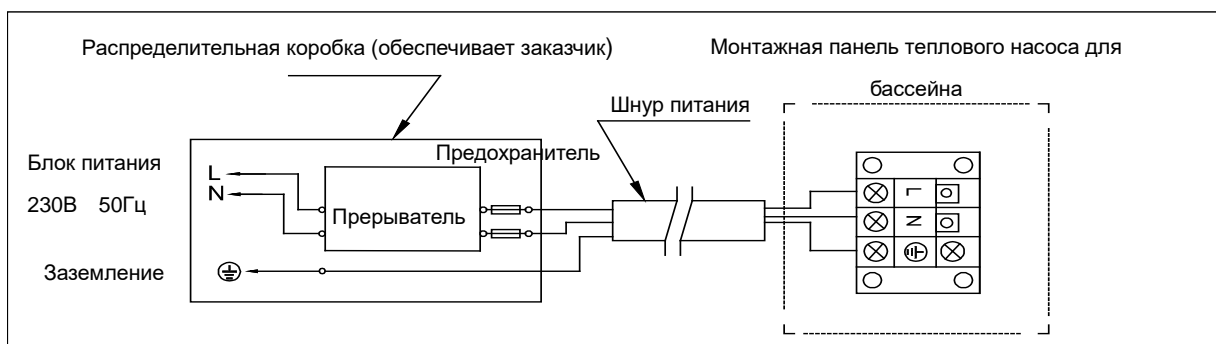 Распределительная коробка (обеспечивает заказчик)
Монтажная панель теплового насоса для
бассейна
Шнур питания
Блок питания
230В 50Гц
Заземление
L
N
Предохранитель
Прерыватель
L
N